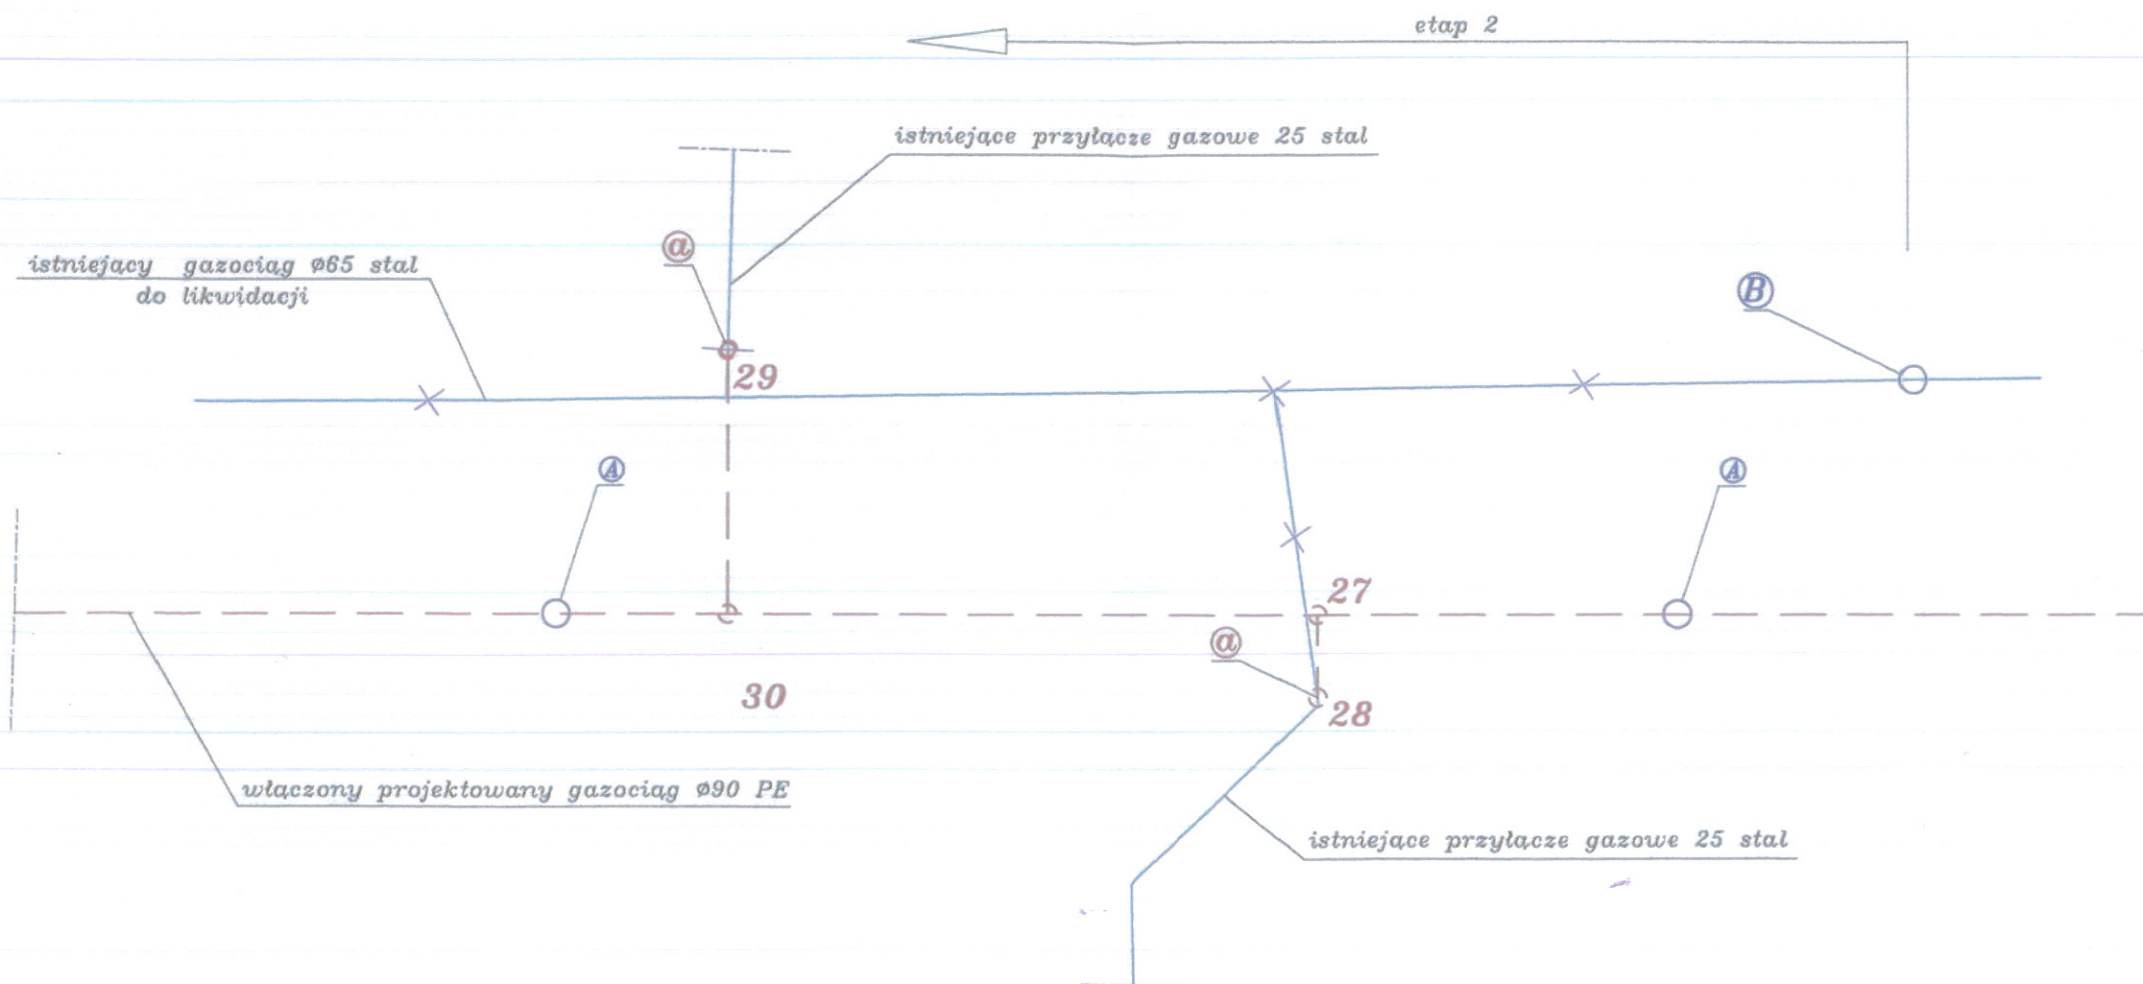 etap 2
istniejące przyłącze gazowe 25 stal
a
istniejący gazociąg ø65 stal
do likwidacji
B
29
A
A
27
a
30
28
włączony projektowany gazociąg ø90 PE
istniejące przyłącze gazowe 25 stal